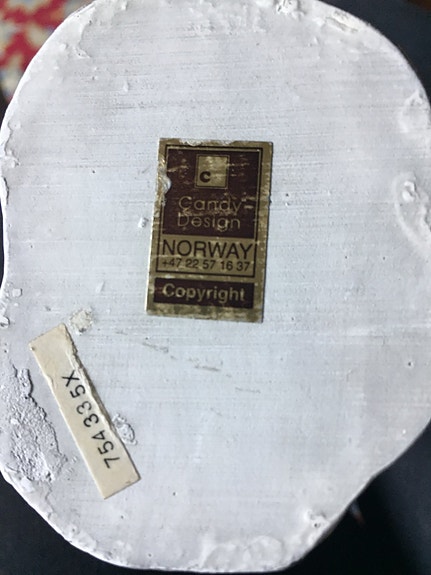 c
Candy
Design
NORWAY
+47 22 57 16 37
Copyright
754335X